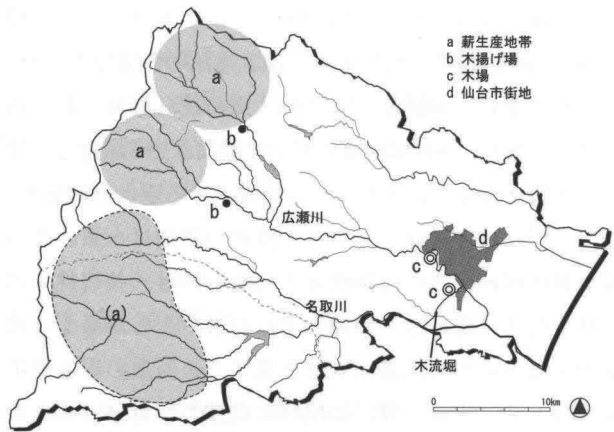 a 薪生産地帯
b 木揚げ場
c 木場
d 仙台市街地
a
b
a
b
広瀬川
d
c
c
(a)
名取川
木流堀
0 10km